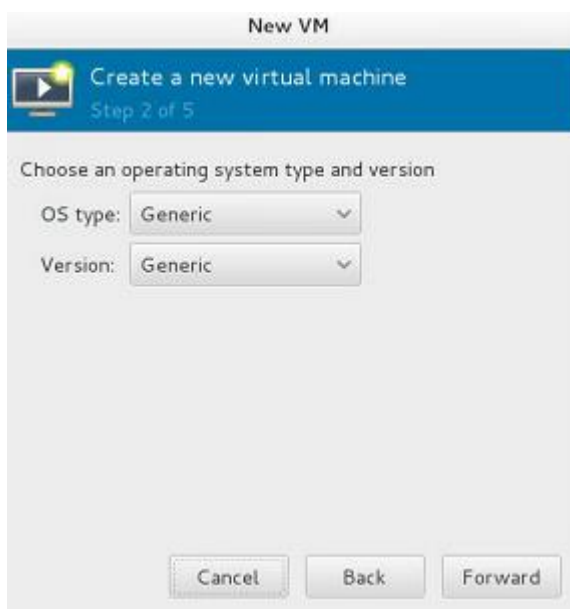 New VM
Create a new virtual machine
Step 2 of 5
Choose an operating system type and version
OS type: Generic
Version: Generic
Cancel Back Forward